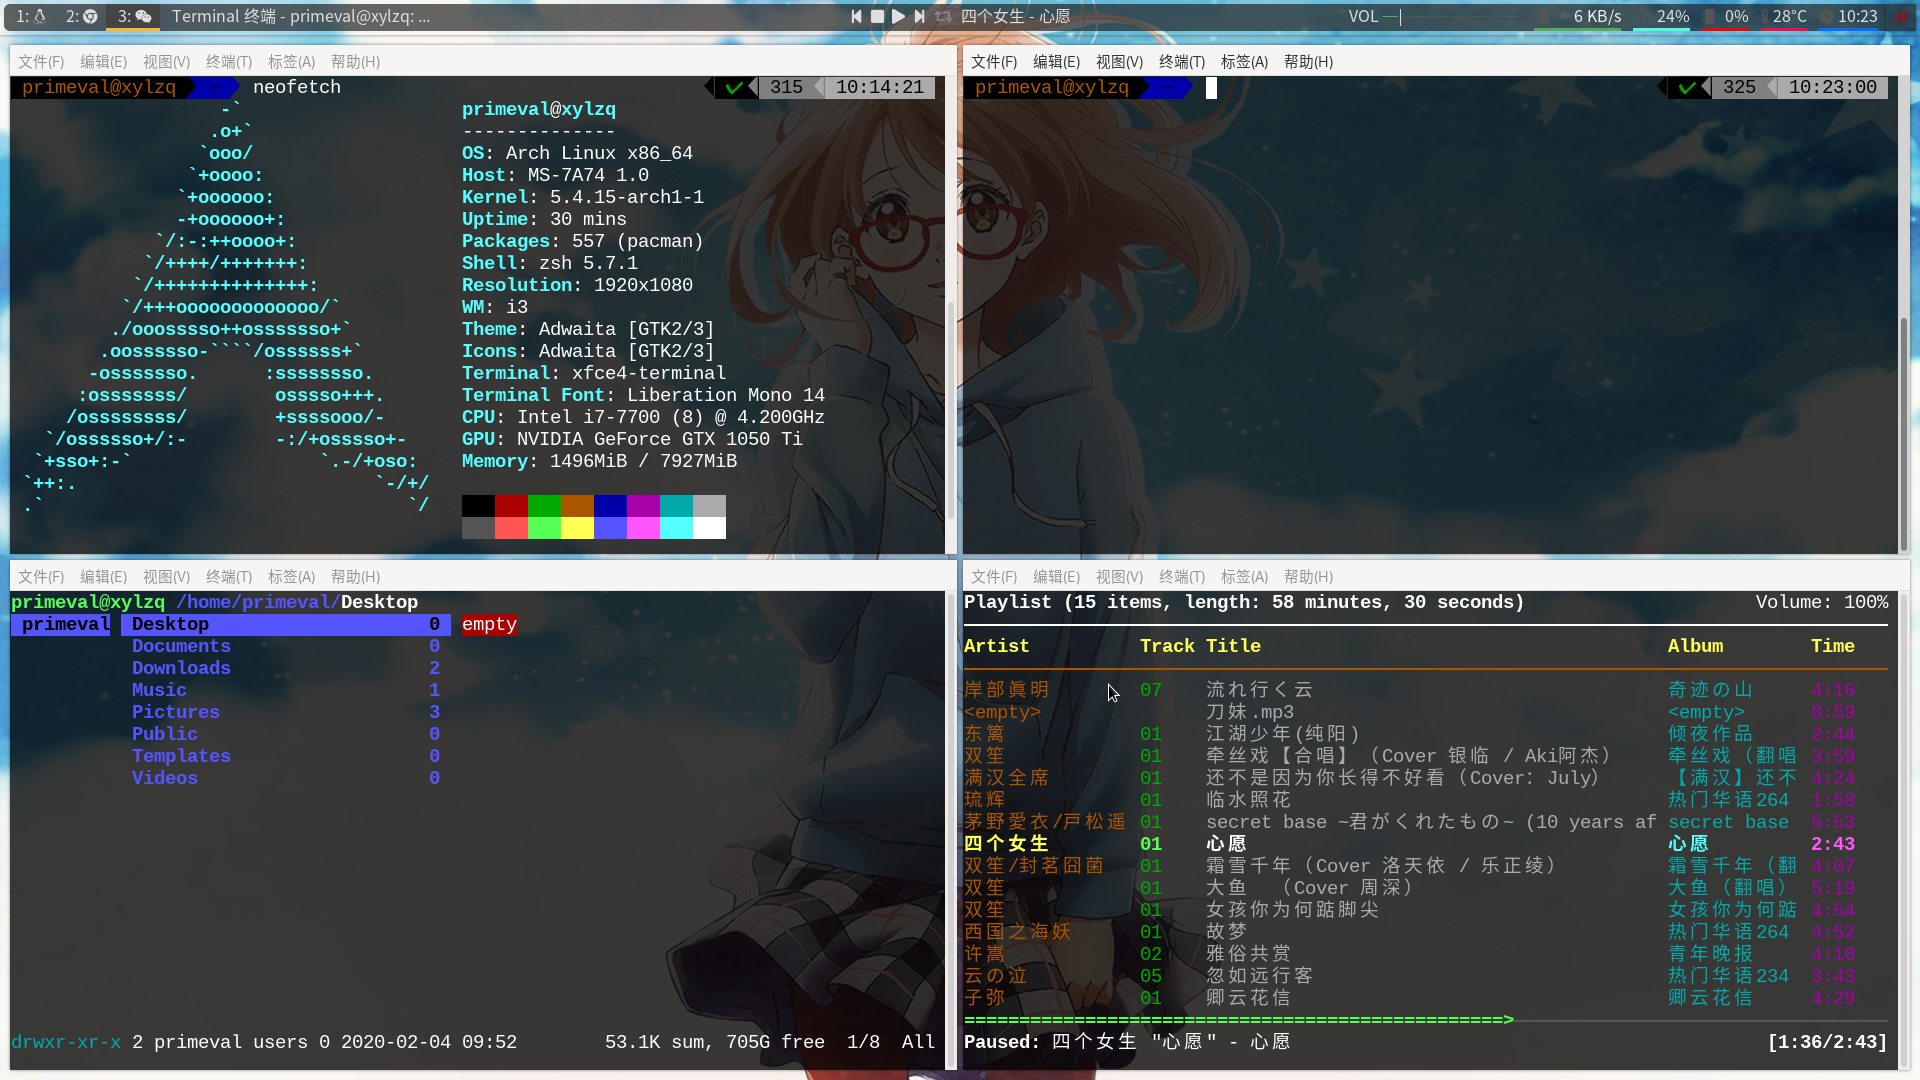 1: 2: 3: Terminal 终端 - primeval@xylzq: ... 四个女生 - 心愿 VOL 6 KB/s 24% 0% 28°C 10:23
文件(F) 编辑(E) 视图(V) 终端(T) 标签(A) 帮助(H)
primeval@xylzq ~ neofetch 315 10:14:21
-`
.o+`
`ooo/
`+oooo:
`+oooooo:
-+oooooo+:
`/:-:++oooo+:
`/++++/+++++++:
`/++++++++++++++:
`/+++ooooooooooooo/`
./ooosssso++osssssso+`
.oossssso-````/ossssss+`
-osssssso. :ssssssso.
:osssssss/ osssso+++.
/ossssssss/ +ssssooo/-
`/ossssso+/:- -:/+osssso+-
`+sso+:-` `.-/+oso:
`++:. `-/+/
.` `/
primeval@xylzq
--------------
OS: Arch Linux x86_64
Host: MS-7A74 1.0
Kernel: 5.4.15-arch1-1
Uptime: 30 mins
Packages: 557 (pacman)
Shell: zsh 5.7.1
Resolution: 1920x1080
WM: i3
Theme: Adwaita [GTK2/3]
Icons: Adwaita [GTK2/3]
Terminal: xfce4-terminal
Terminal Font: Liberation Mono 14
CPU: Intel i7-7700 (8) @ 4.200GHz
GPU: NVIDIA GeForce GTX 1050 Ti
Memory: 1496MiB / 7927MiB
文件(F) 编辑(E) 视图(V) 终端(T) 标签(A) 帮助(H)
primeval@xylzq ~ 325 10:23:00
文件(F) 编辑(E) 视图(V) 终端(T) 标签(A) 帮助(H)
primeval@xylzq /home/primeval/Desktop
primeval Desktop 0 empty
Documents 0
Downloads 2
Music 1
Pictures 3
Public 0
Templates 0
Videos 0
drwxr-xr-x 2 primeval users 0 2020-02-04 09:52 53.1K sum, 705G free 1/8 All
文件(F) 编辑(E) 视图(V) 终端(T) 标签(A) 帮助(H)
Playlist (15 items, length: 58 minutes, 30 seconds) Volume: 100%
Artist Track Title Album Time
岸部眞明 07 流れ行く云 奇迹の山 4:16
<empty> 刀妹.mp3 <empty> 0:59
东篱 01 江湖少年(纯阳) 倾夜作品 2:44
双笙 01 牵丝戏【合唱】（Cover 银临 / Aki阿杰） 牵丝戏（翻唱 3:59
满汉全席 01 还不是因为你长得不好看（Cover: July） 【满汉】还不 4:24
琉辉 01 临水照花 热门华语264 1:58
茅野愛衣/戸松遥 01 secret base ~君がくれたもの~ (10 years af secret base 5:53
四个女生 01 心愿 心愿 2:43
双笙/封茗囧菌 01 霜雪千年（Cover 洛天依 / 乐正绫） 霜雪千年（翻 4:07
双笙 01 大鱼 （Cover 周深） 大鱼（翻唱） 5:19
双笙 01 女孩你为何踮脚尖 女孩你为何踮 4:54
西国之海妖 01 故梦 热门华语264 4:52
许嵩 02 雅俗共赏 青年晚报 4:10
云の泣 05 忽如远行客 热门华语234 3:43
子弥 01 卿云花信 卿云花信 4:29
=================================================>
Paused: 四个女生 "心愿" - 心愿 [1:36/2:43]